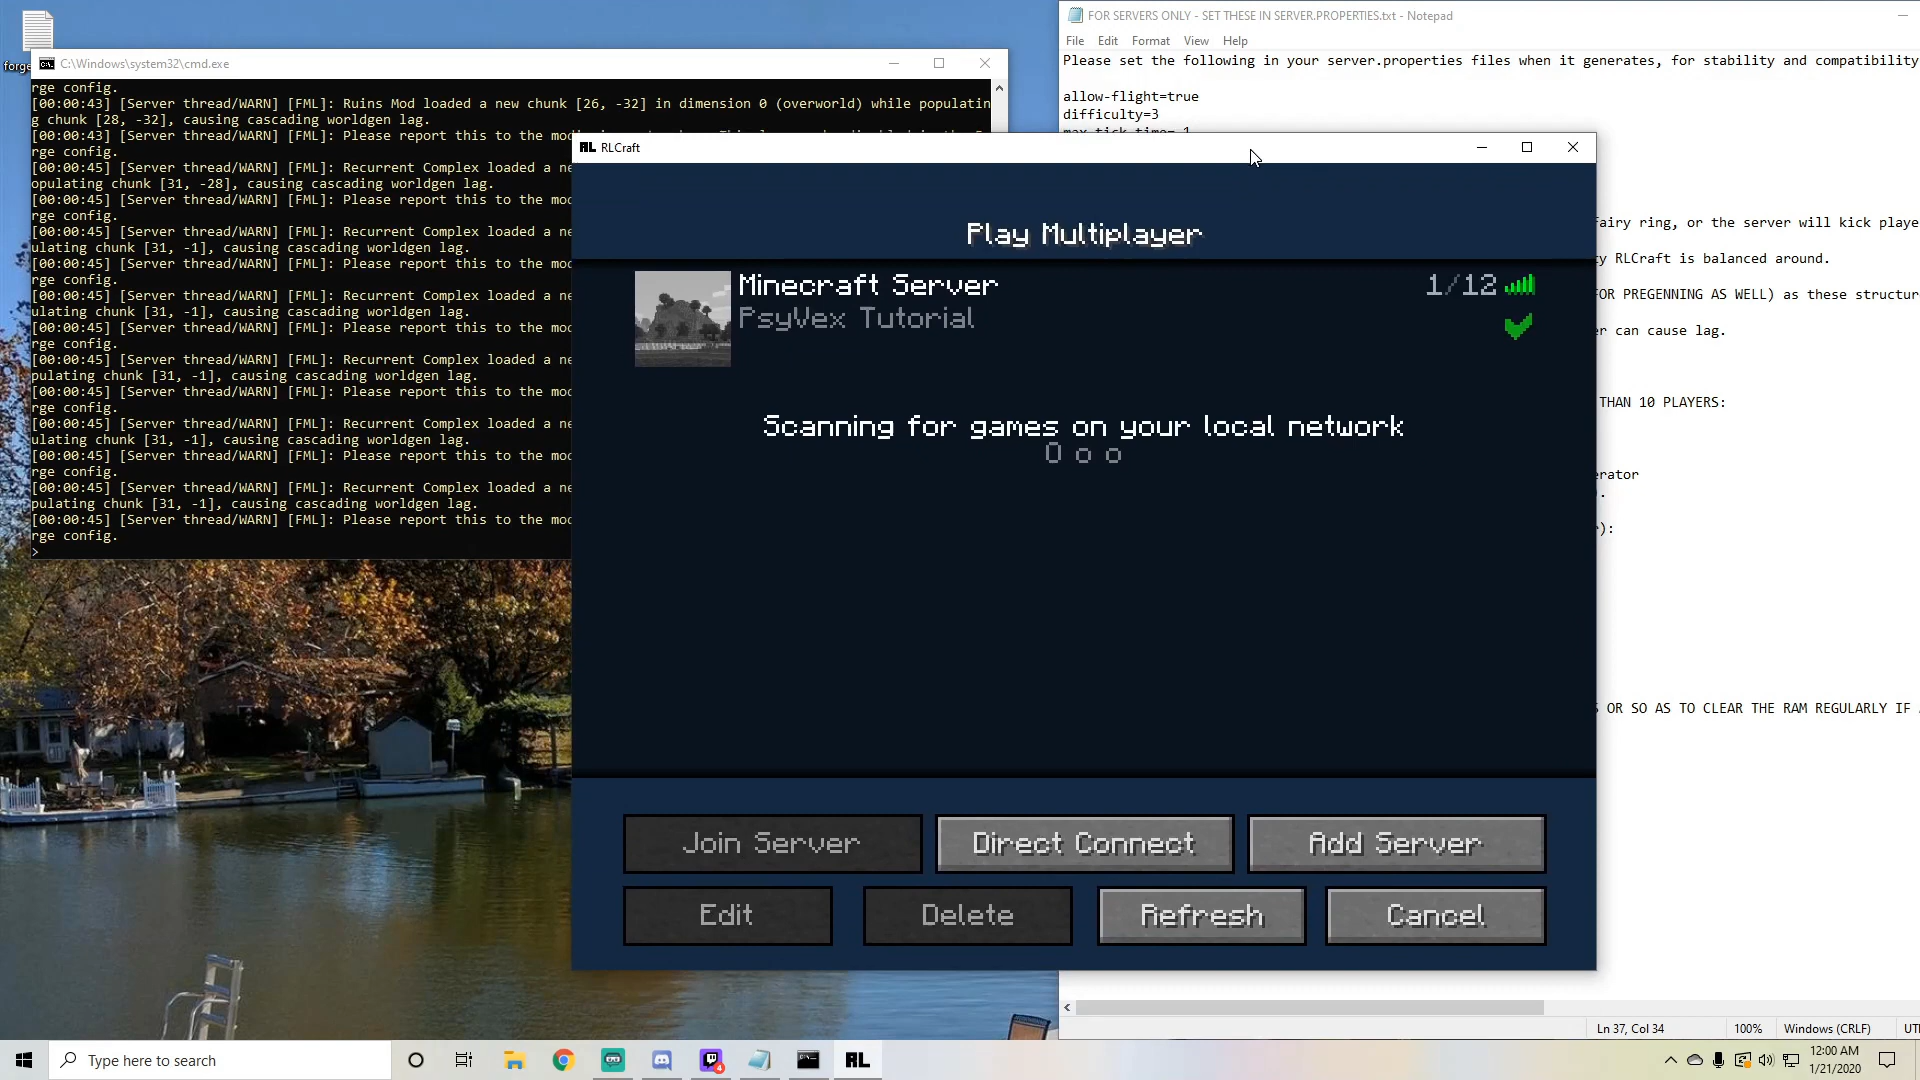 forge
C:\Windows\system32\cmd.exe
rge config.
[00:00:43] [Server thread/WARN] [FML]: Ruins Mod loaded a new chunk [26, -32] in dimension 0 (overworld) while populatin
g chunk [28, -32], causing cascading worldgen lag.
[00:00:43] [Server thread/WARN] [FML]: Please report this to the mod
rge config.
[00:00:45] [Server thread/WARN] [FML]: Recurrent Complex loaded a ne
opulating chunk [31, -28], causing cascading worldgen lag.
[00:00:45] [Server thread/WARN] [FML]: Please report this to the mod
rge config.
[00:00:45] [Server thread/WARN] [FML]: Recurrent Complex loaded a ne
ulating chunk [31, -1], causing cascading worldgen lag.
[00:00:45] [Server thread/WARN] [FML]: Please report this to the mod
rge config.
[00:00:45] [Server thread/WARN] [FML]: Recurrent Complex loaded a ne
ulating chunk [31, -1], causing cascading worldgen lag.
[00:00:45] [Server thread/WARN] [FML]: Please report this to the mod
rge config.
[00:00:45] [Server thread/WARN] [FML]: Recurrent Complex loaded a ne
pulating chunk [31, -1], causing cascading worldgen lag.
[00:00:45] [Server thread/WARN] [FML]: Please report this to the mod
rge config.
[00:00:45] [Server thread/WARN] [FML]: Recurrent Complex loaded a ne
ulating chunk [31, -1], causing cascading worldgen lag.
[00:00:45] [Server thread/WARN] [FML]: Please report this to the mod
rge config.
[00:00:45] [Server thread/WARN] [FML]: Recurrent Complex loaded a ne
pulating chunk [31, -1], causing cascading worldgen lag.
[00:00:45] [Server thread/WARN] [FML]: Please report this to the mod
rge config.
>
FOR SERVERS ONLY - SET THESE IN SERVER.PROPERTIES.txt - Notepad
File Edit Format View Help
Please set the following in your server.properties files when it generates, for stability and compatibility
allow-flight=true
difficulty=3
max-tick-time=-1
fairy ring, or the server will kick playe
y RLCraft is balanced around.
FOR PREGENNING AS WELL) as these structur
er can cause lag.
THAN 10 PLAYERS:
erator
.
r):
S OR SO AS TO CLEAR THE RAM REGULARLY IF
Ln 37, Col 34 100% Windows (CRLF) UT
RL RLCraft
Play Multiplayer
Minecraft Server 1/12
PsyVex Tutorial
Scanning for games on your local network
O o o
Join Server Direct Connect Add Server
Edit Delete Refresh Cancel
Type here to search
4
RL
12:00 AM
1/21/2020